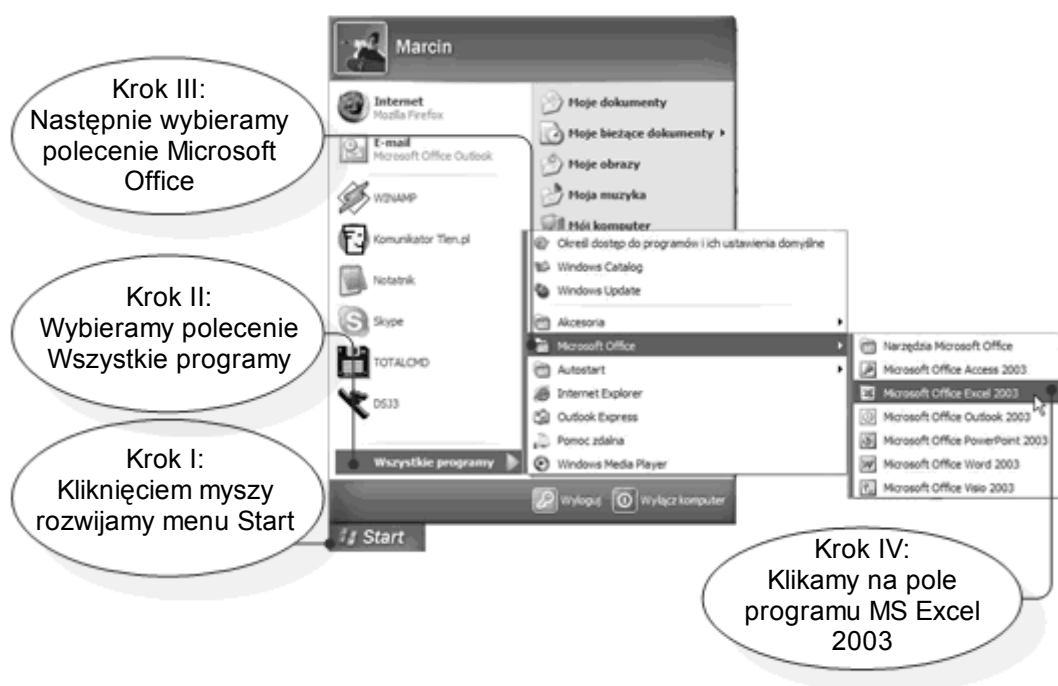 Marcin
Krok III:
Następnie wybieramy
polecenie Microsoft
Office
Internet
Mozilla Firefox
E-mail
Microsoft Office Outlook
WINAMP
Komunikator Tlen.pl
Notatnik
Skype
TOTALCMD
DSJ3
Wszystkie programy
Moje dokumenty
Moje bieżące dokumenty
Moje obrazy
Moja muzyka
Mój komputer
Określ dostęp do programów i ich ustawienia domyślne
Windows Catalog
Windows Update
Akcesoria
Microsoft Office
Autostart
Internet Explorer
Outlook Express
Pomoc zdalna
Windows Media Player
Narzędzia Microsoft Office
Microsoft Office Access 2003
Microsoft Office Excel 2003
Microsoft Office Outlook 2003
Microsoft Office PowerPoint 2003
Microsoft Office Word 2003
Microsoft Office Visio 2003
Krok II:
Wybieramy polecenie
Wszystkie programy
Krok I:
Kliknięciem myszy
rozwijamy menu Start
Wyloguj
Wyłącz komputer
Start
Krok IV:
Klikamy na pole
programu MS Excel
2003